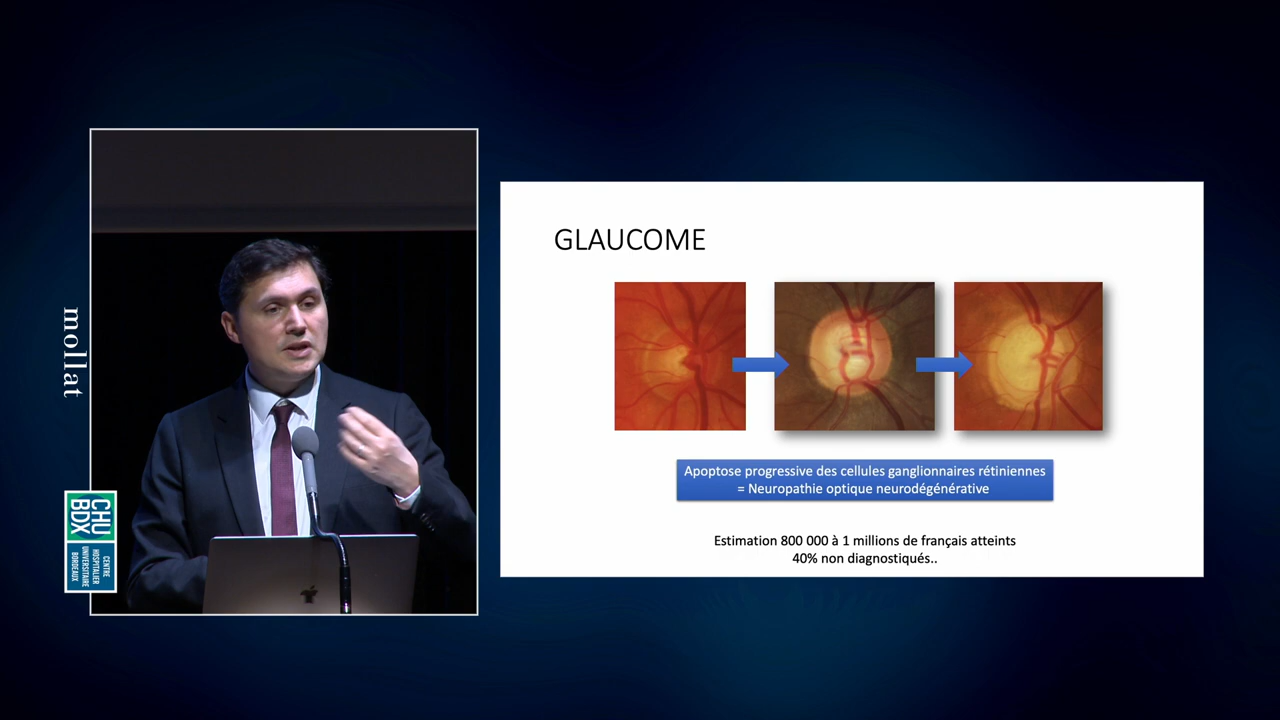 mollat
CHU
BDX
CENTRE
HOSPITALIER
UNIVERSITAIRE
BORDEAUX
GLAUCOME
Apoptose progressive des cellules ganglionnaires rétiniennes
= Neuropathie optique neurodégénérative
Estimation 800 000 à 1 millions de français atteints
40% non diagnostiqués..